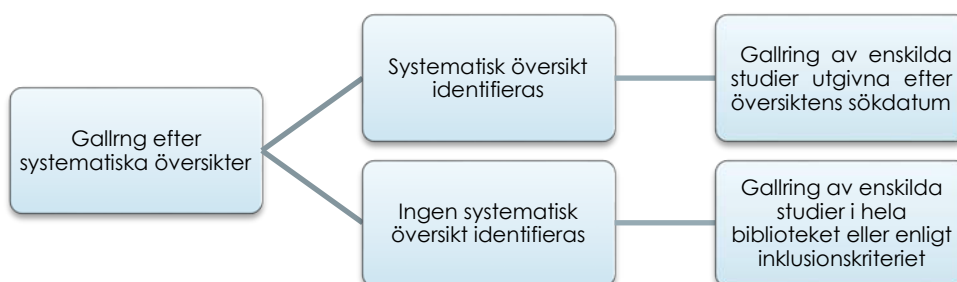 Gallrng efter
systematiska översikter
Systematisk översikt
identifieras
Gallring av enskilda
studier utgivna efter
översiktens sökdatum
Ingen systematisk
översikt identifieras
Gallring av enskilda
studier i hela
biblioteket eller enligt
inklusionskriteriet